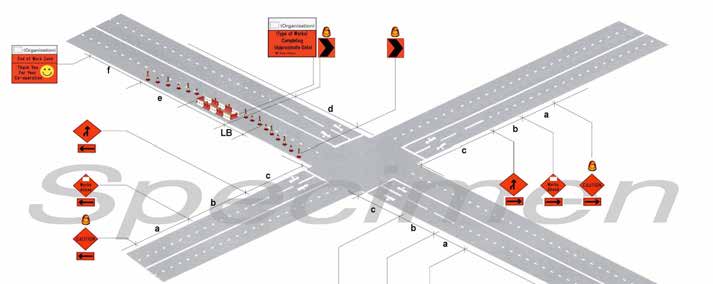 (Organisation)
End of Work Zone
Thank You
For Your
Co-operation
(Organisation)
(Type of Works)
Completing
(Approximate Date)
f
e
LB
d
c
b
a
c
b
a
c
b
a
Works
Ahead
CAUTION
Works
Ahead
CAUTION
Specimen